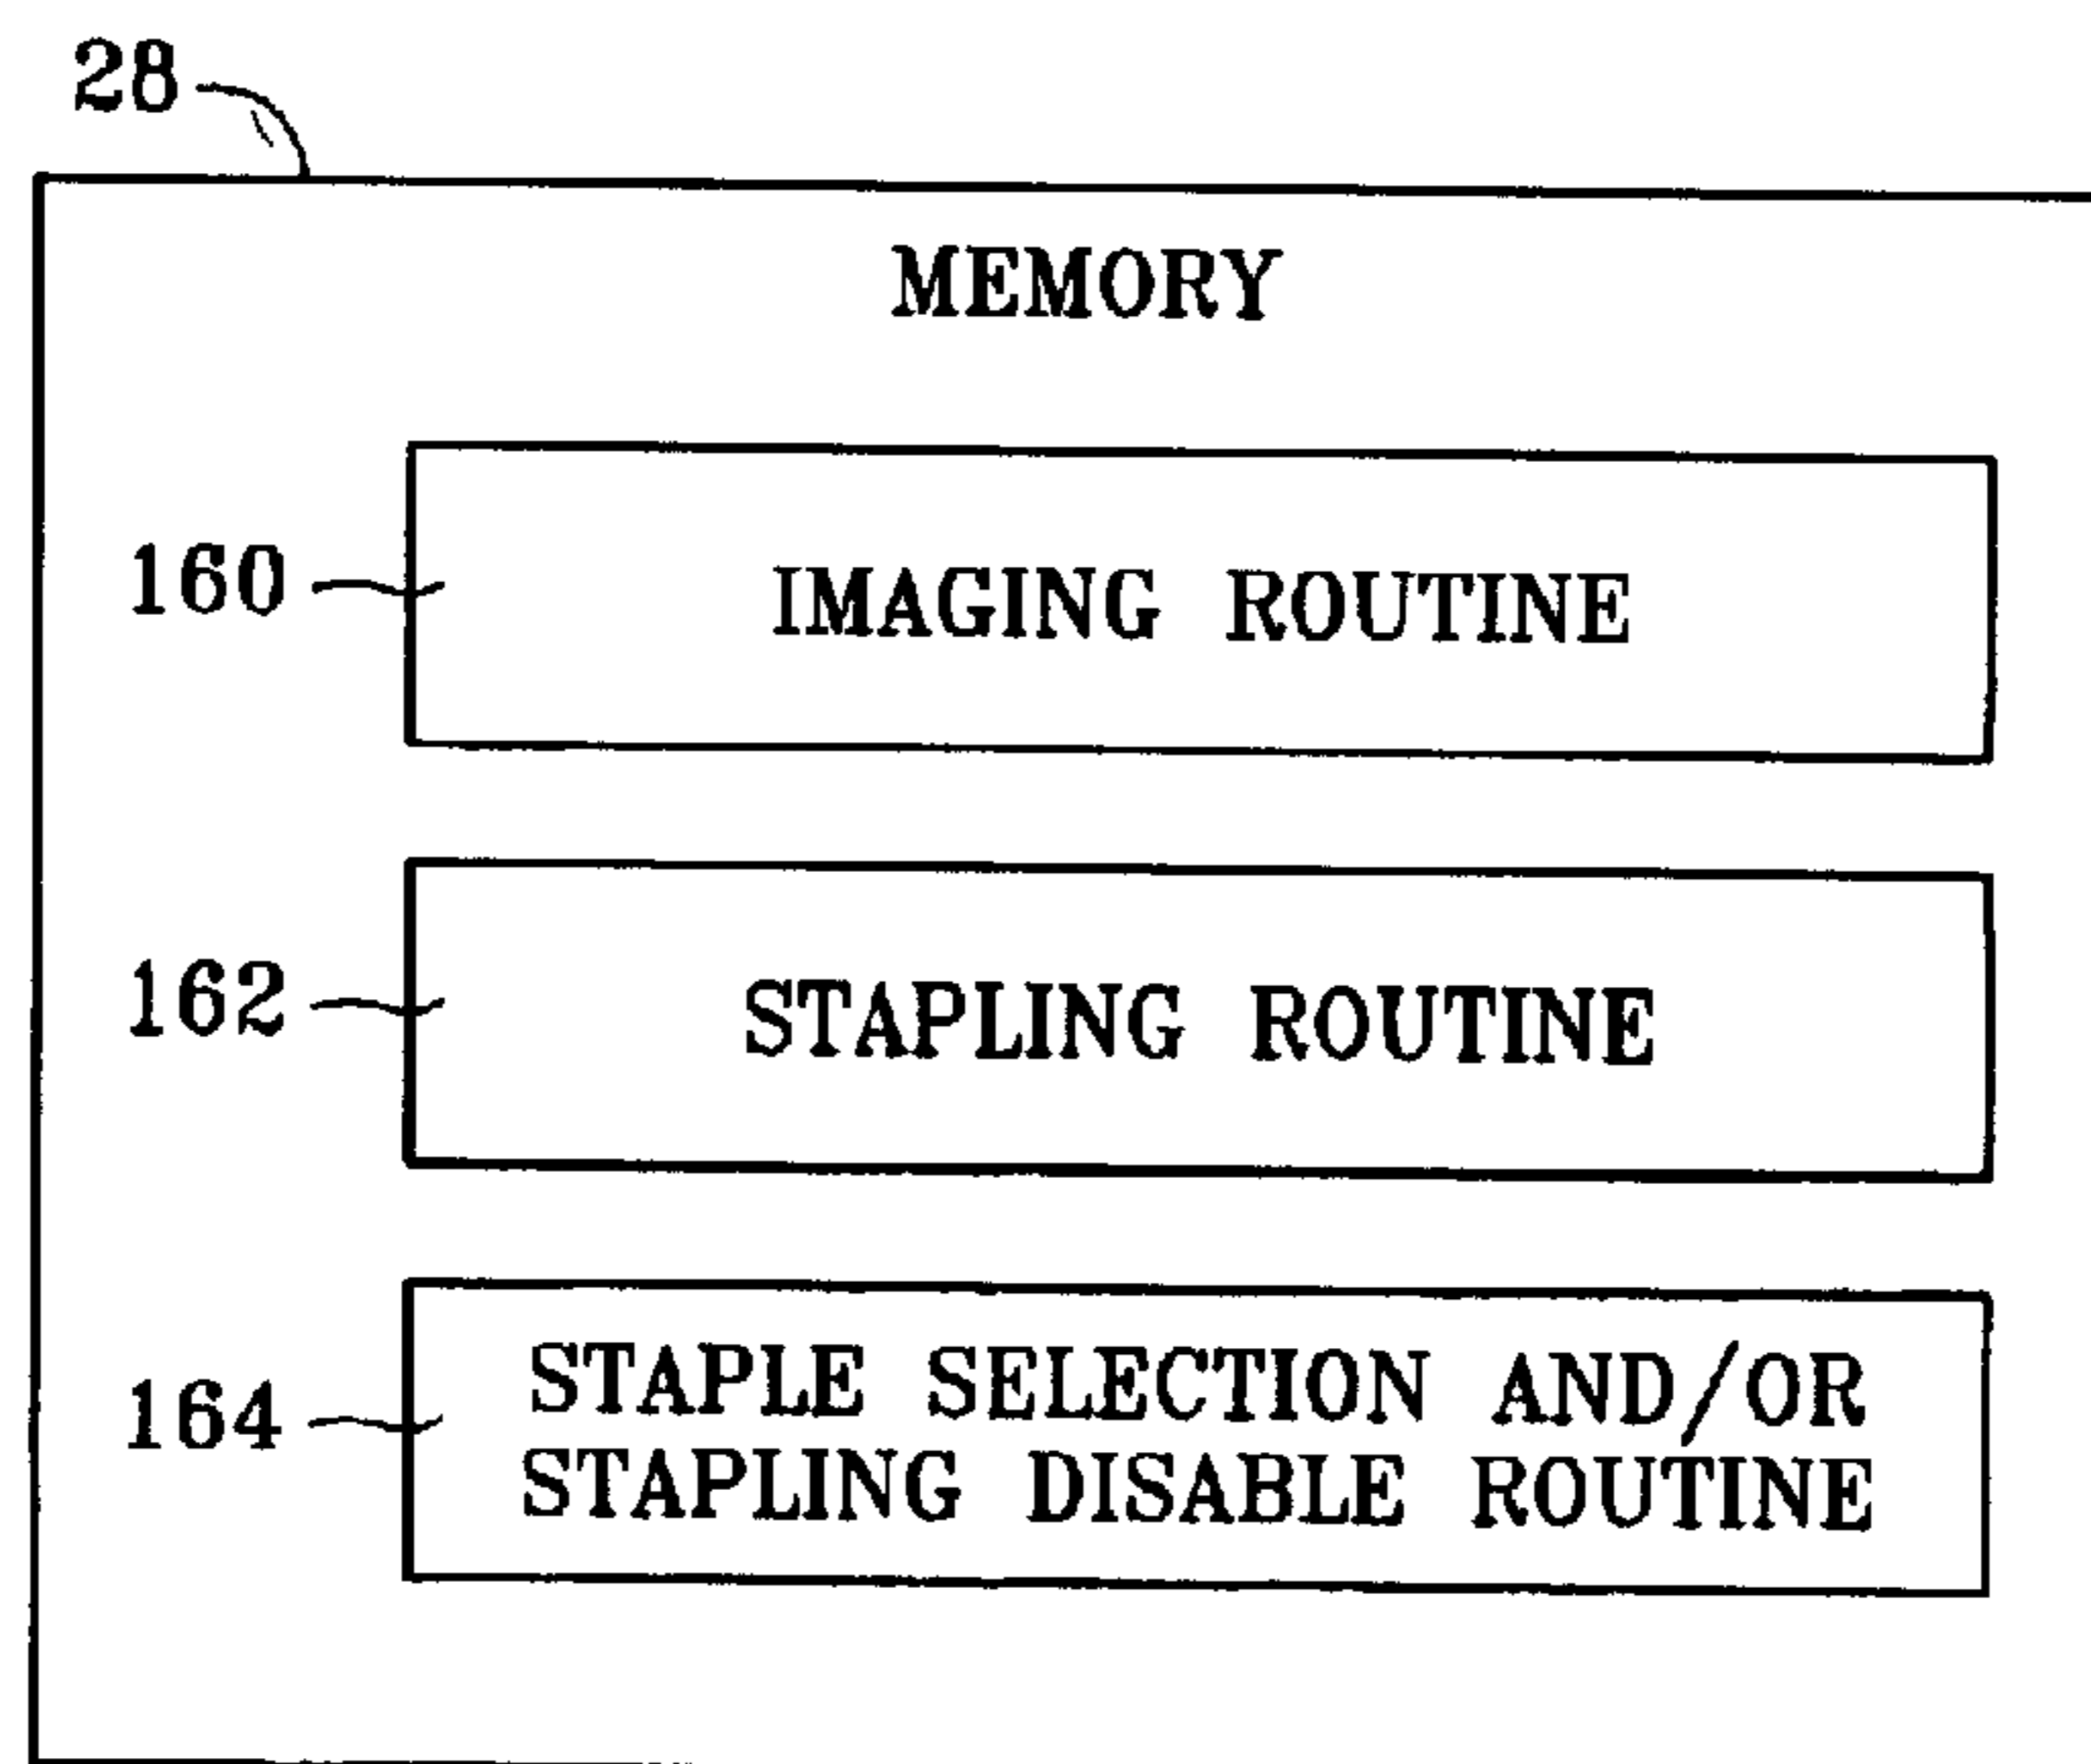 28
MEMORY
160
IMAGING ROUTINE
162
STAPLING ROUTINE
164
STAPLE SELECTION AND/OR
STAPLING DISABLE ROUTINE